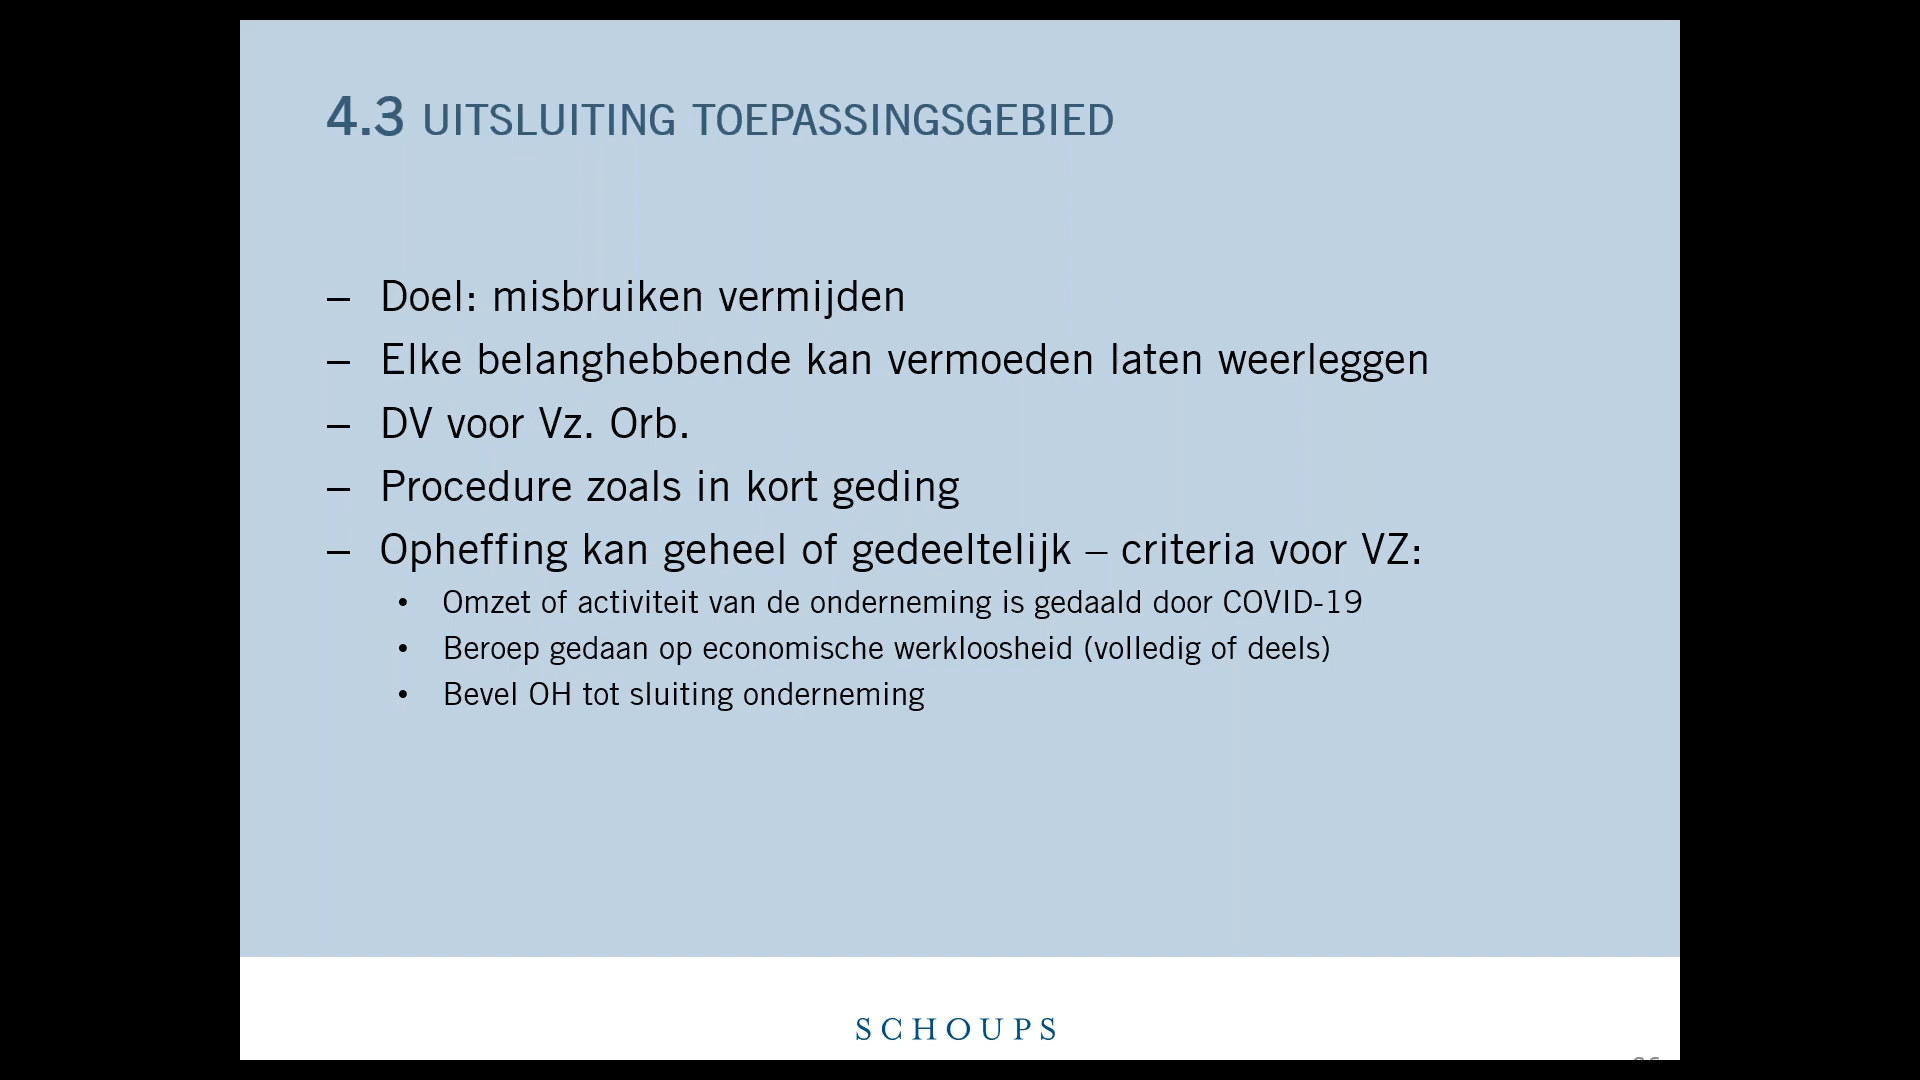 4.3 UITSLUITING TOEPASSINGSGEBIED
– Doel: misbruiken vermijden
– Elke belanghebbende kan vermoeden laten weerleggen
– DV voor Vz. Orb.
– Procedure zoals in kort geding
– Opheffing kan geheel of gedeeltelijk – criteria voor VZ:
• Omzet of activiteit van de onderneming is gedaald door COVID-19
• Beroep gedaan op economische werkloosheid (volledig of deels)
• Bevel OH tot sluiting onderneming
SCHOUPS